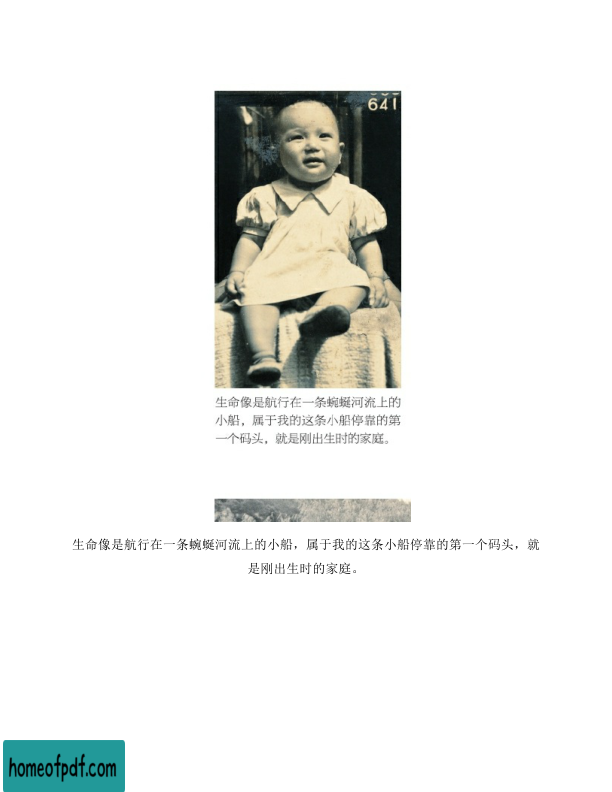 641
生命像是航行在一条蜿蜒河流上的
小船，属于我的这条小船停靠的第
一个码头，就是刚出生时的家庭。
生命像是航行在一条蜿蜒河流上的小船，属于我的这条小船停靠的第一个码头，就
是刚出生时的家庭。
homeofpdf.com